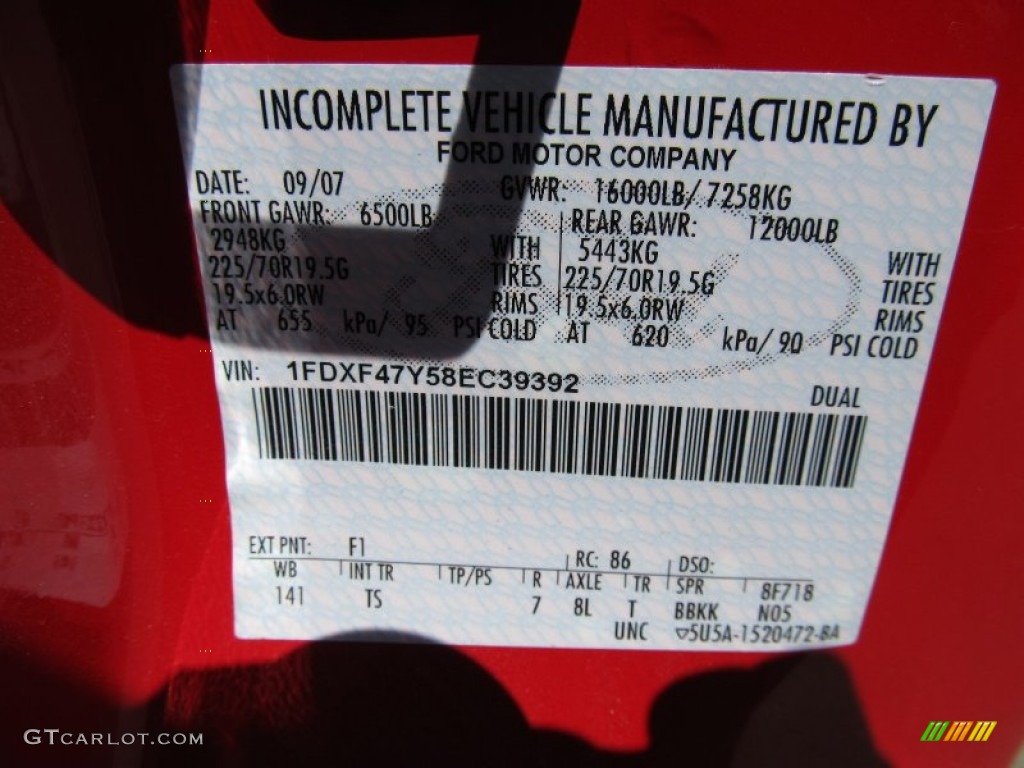 INCOMPLETE VEHICLE MANUFACTURED BY
FORD MOTOR COMPANY
DATE: 09/07 GVWR: 16000LB/ 7258KG
FRONT GAWR: 6500LB REAR GAWR: 12000LB
2948KG WITH 5443KG WITH
225/70R19.5G TIRES 225/70R19.5G TIRES
19.5x6.0RW RIMS 19.5x6.0RW RIMS
AT 655 kPa/ 95 PSI COLD AT 620 kPa/ 90 PSI COLD
VIN: 1FDXF47Y58EC39392
DUAL
EXT PNT: F1 RC: 86 DSO:
WB INT TR TP/PS R AXLE TR SPR 8F718
141 TS 7 8L T BBKK N05
UNC ▽5U5A-1520472-BA
GTCARLOT.COM